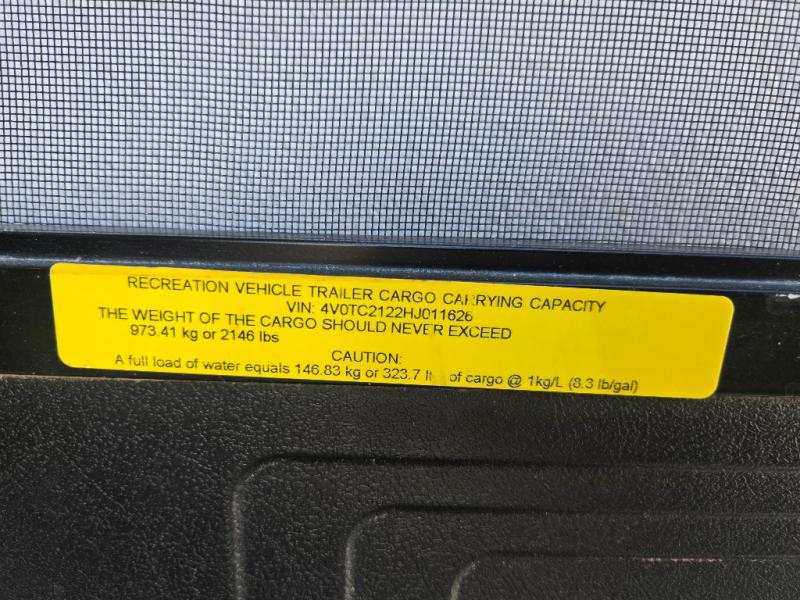 RECREATION VEHICLE TRAILER CARGO CARRYING CAPACITY
VIN: 4V0TC2122HJ011626
THE WEIGHT OF THE CARGO SHOULD NEVER EXCEED
973.41 kg or 2146 lbs
CAUTION:
A full load of water equals 146.83 kg or 323.7 of cargo @ 1kg/L (8.3 lb/gal)